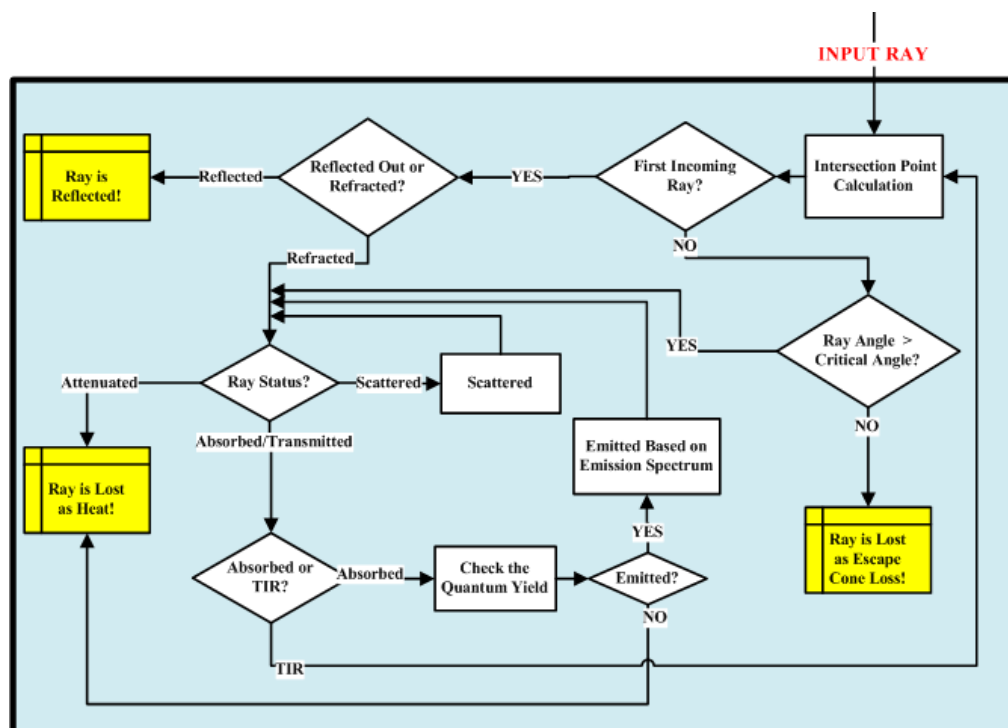 INPUT RAY
Ray is
Reflected!
Reflected
Reflected Out or
Refracted?
YES
First Incoming
Ray?
Intersection Point
Calculation
NO
Refracted
Ray Angle >
Critical Angle?
YES
NO
Attenuated
Ray Status?
Scattered
Scattered
Absorbed/Transmitted
Emitted Based on
Emission Spectrum
Ray is Lost
as Heat!
YES
Ray is Lost
as Escape
Cone Loss!
Absorbed or
TIR?
Absorbed
Check the
Quantum Yield
Emitted?
NO
TIR